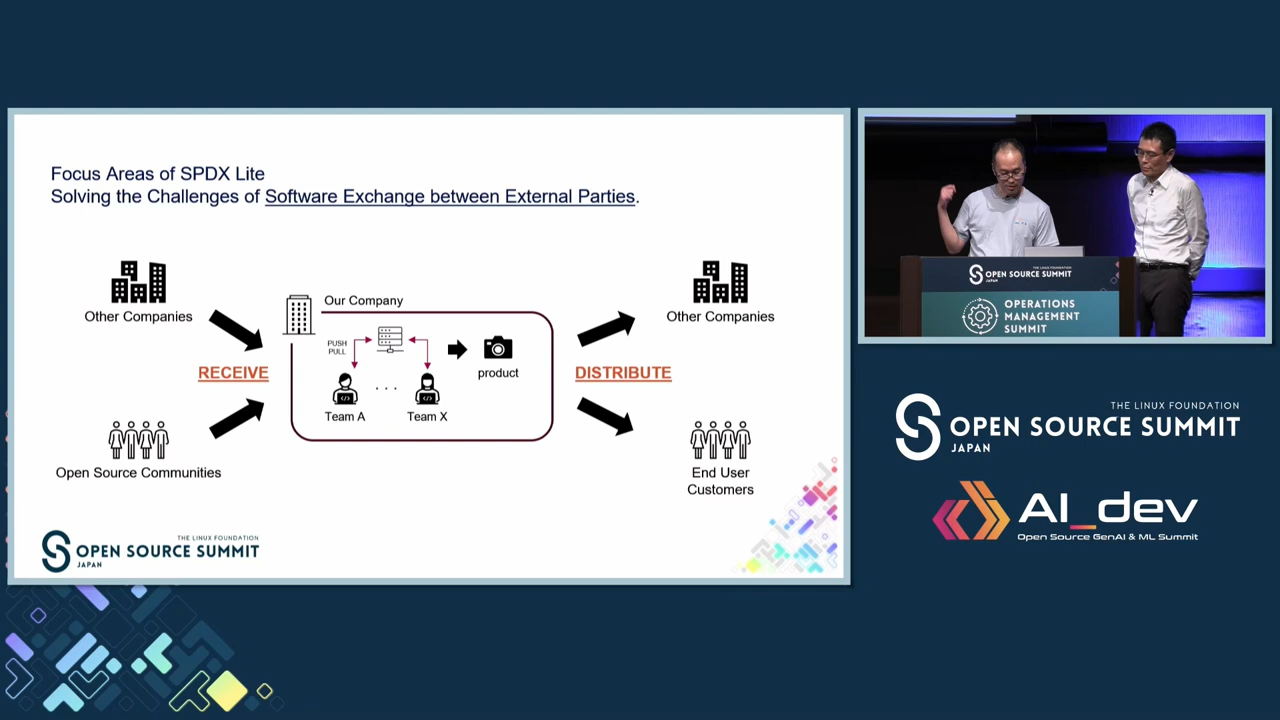 Focus Areas of SPDX Lite
Solving the Challenges of Software Exchange between External Parties.
Other Companies
RECEIVE
Open Source Communities
Our Company
PUSH
PULL
Team A
. . .
Team X
product
DISTRIBUTE
Other Companies
End User
Customers
THE LINUX FOUNDATION
OPEN SOURCE SUMMIT
JAPAN
THE LINUX FOUNDATION
OPEN SOURCE SUMMIT
JAPAN
OPERATIONS
MANAGEMENT
SUMMIT
THE LINUX FOUNDATION
OPEN SOURCE SUMMIT
JAPAN
AI_dev
Open Source GenAI & ML Summit